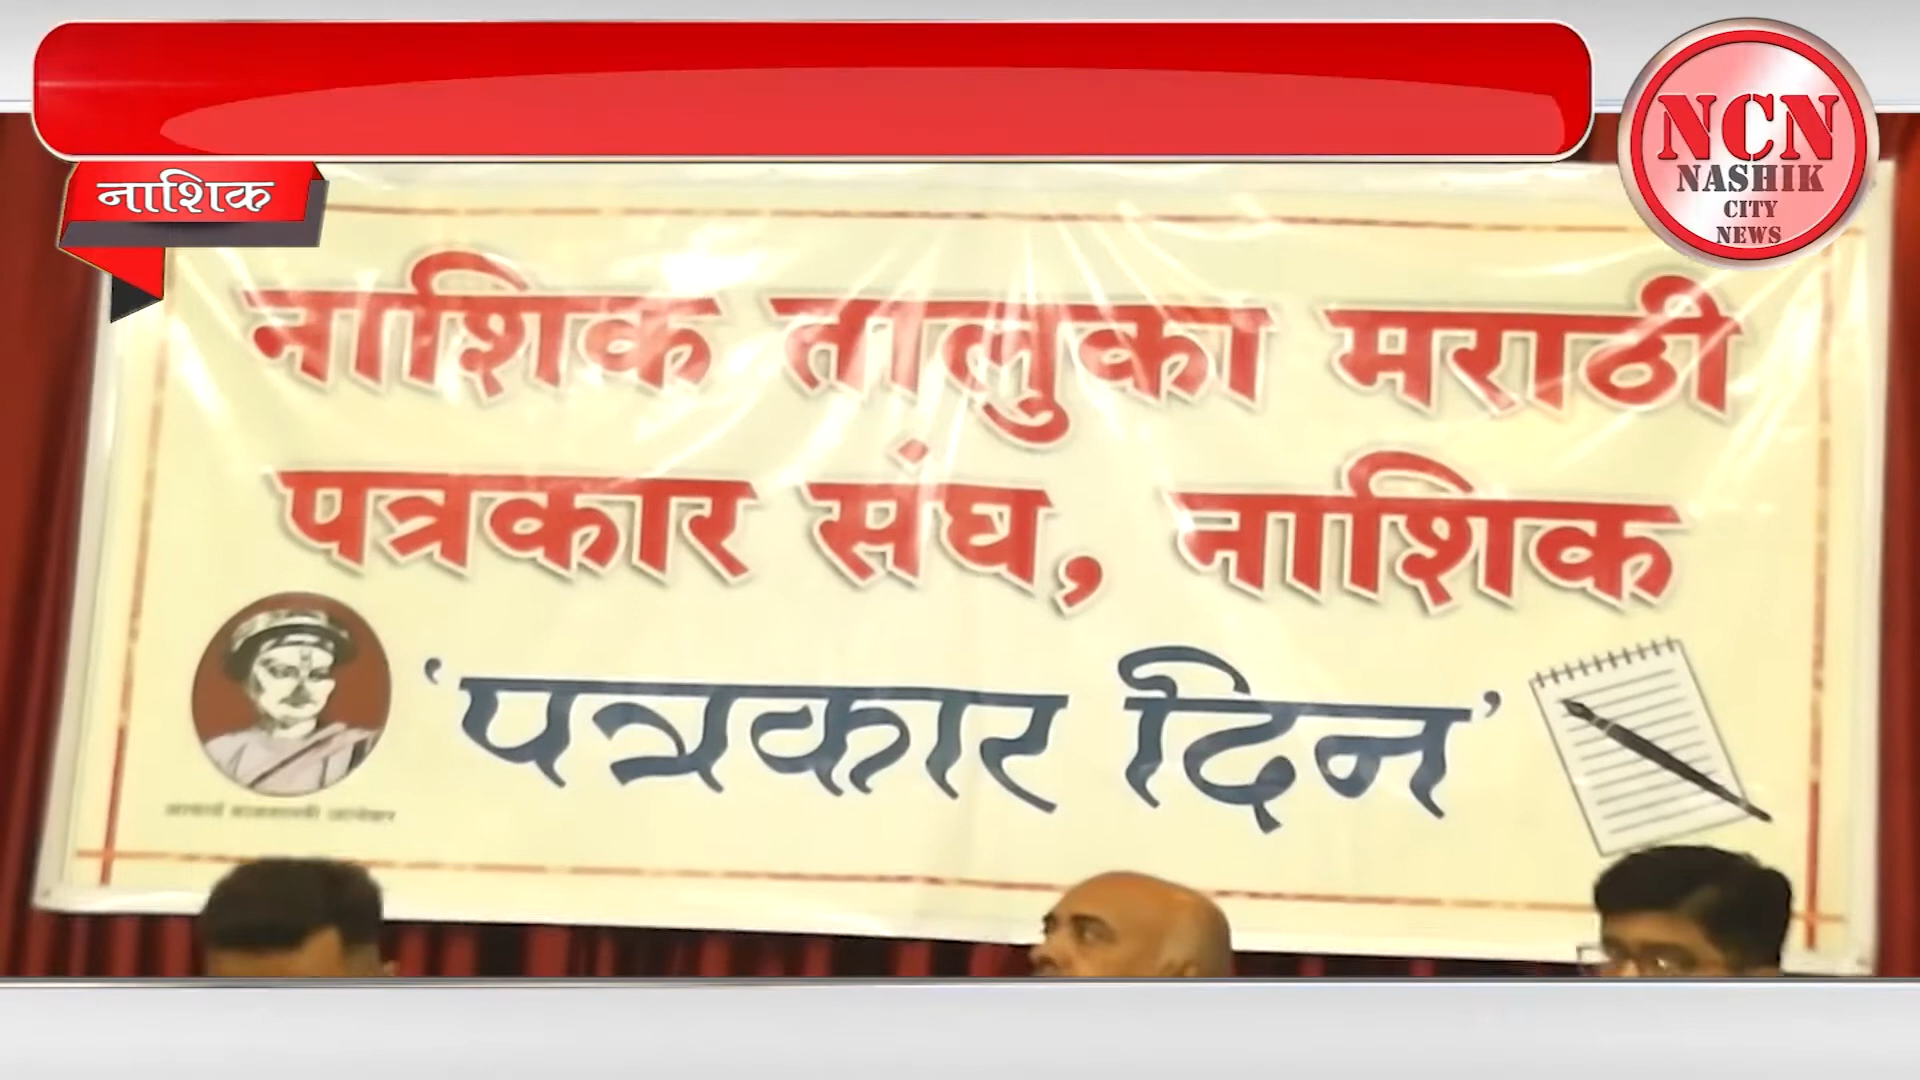 NCN
NASHIK
CITY
NEWS
नाशिक
नाशिक तालुका मराठी
पत्रकार संघ, नाशिक
‘पत्रकार दिन’